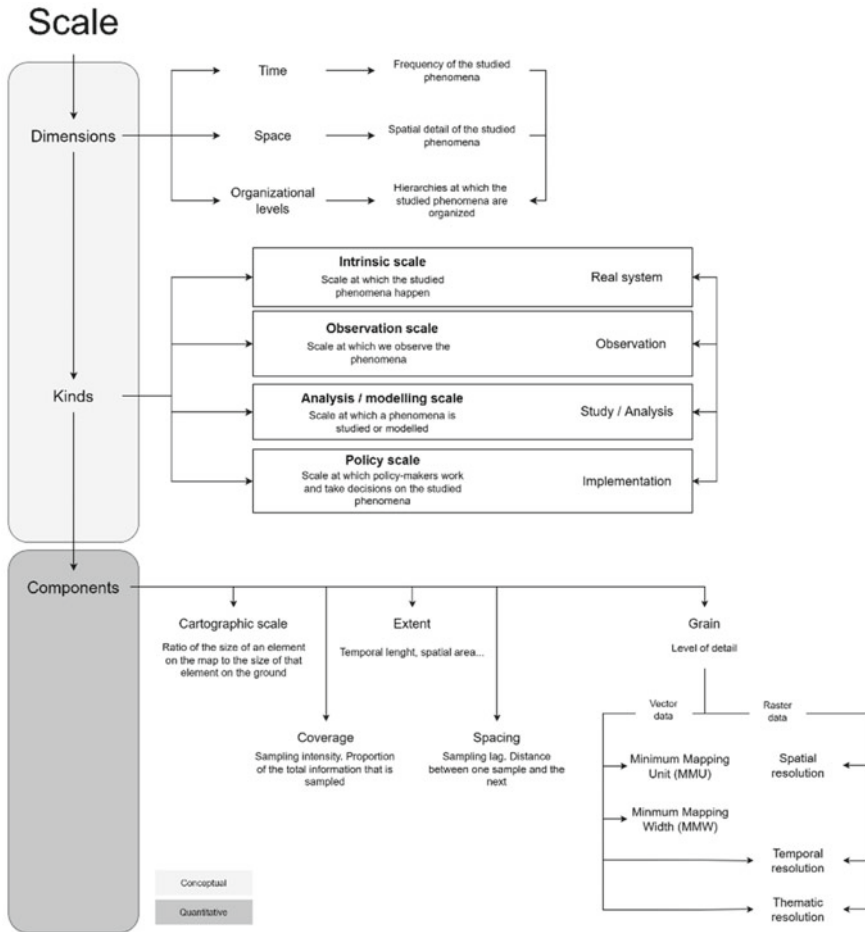 Scale
Dimensions
Time
Frequency of the studied
phenomena
Space
Spatial detail of the studied
phenomena
Organizational
levels
Hierarchies at which the
studied phenomena are
organized
Kinds
Intrinsic scale
Scale at which the studied
phenomena happen
Real system
Observation scale
Scale at which we observe the
phenomena
Observation
Analysis / modelling scale
Scale at which a phenomena is
studied or modelled
Study / Analysis
Policy scale
Scale at which policy-makers work
and take decisions on the studied
phenomena
Implementation
Components
Cartographic scale
Ratio of the size of an element
on the map to the size of that
element on the ground
Extent
Temporal lenght, spatial area...
Grain
Level of detail
Coverage
Sampling intensity. Proportion
of the total information that is
sampled
Spacing
Sampling lag. Distance
between one sample and the
next
Vector
data
Raster
data
Minimum Mapping
Unit (MMU)
Spatial
resolution
Minmum Mapping
Width (MMW)
Temporal
resolution
Thematic
resolution
Conceptual
Quantitative